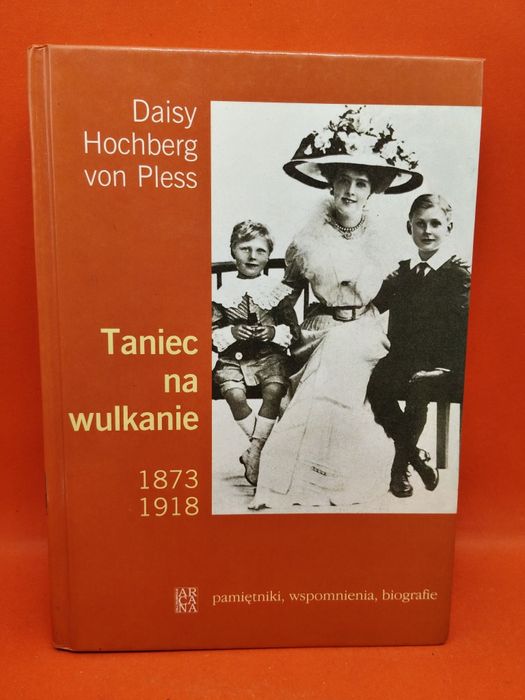 Daisy
Hochberg
von Pless
Taniec
na
wulkanie
1873
1918
ARCANA
pamiętniki, wspomnienia, biografie